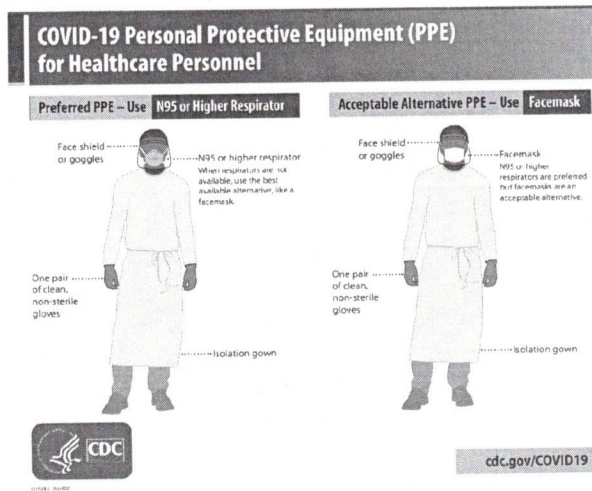 COVID-19 Personal Protective Equipment (PPE)
for Healthcare Personnel
Preferred PPE – Use N95 or Higher Respirator
Face shield
or goggles
N95 or higher respirator
When respirators are not
available, use the best
available alternative, like a
facemask.
One pair
of clean,
non-sterile
gloves
Isolation gown
Acceptable Alternative PPE – Use Facemask
Face shield
or goggles
Facemask
N95 or higher
respirators are preferred
but facemasks are an
acceptable alternative.
One pair
of clean,
non-sterile
gloves
Isolation gown
CDC
cdc.gov/COVID19